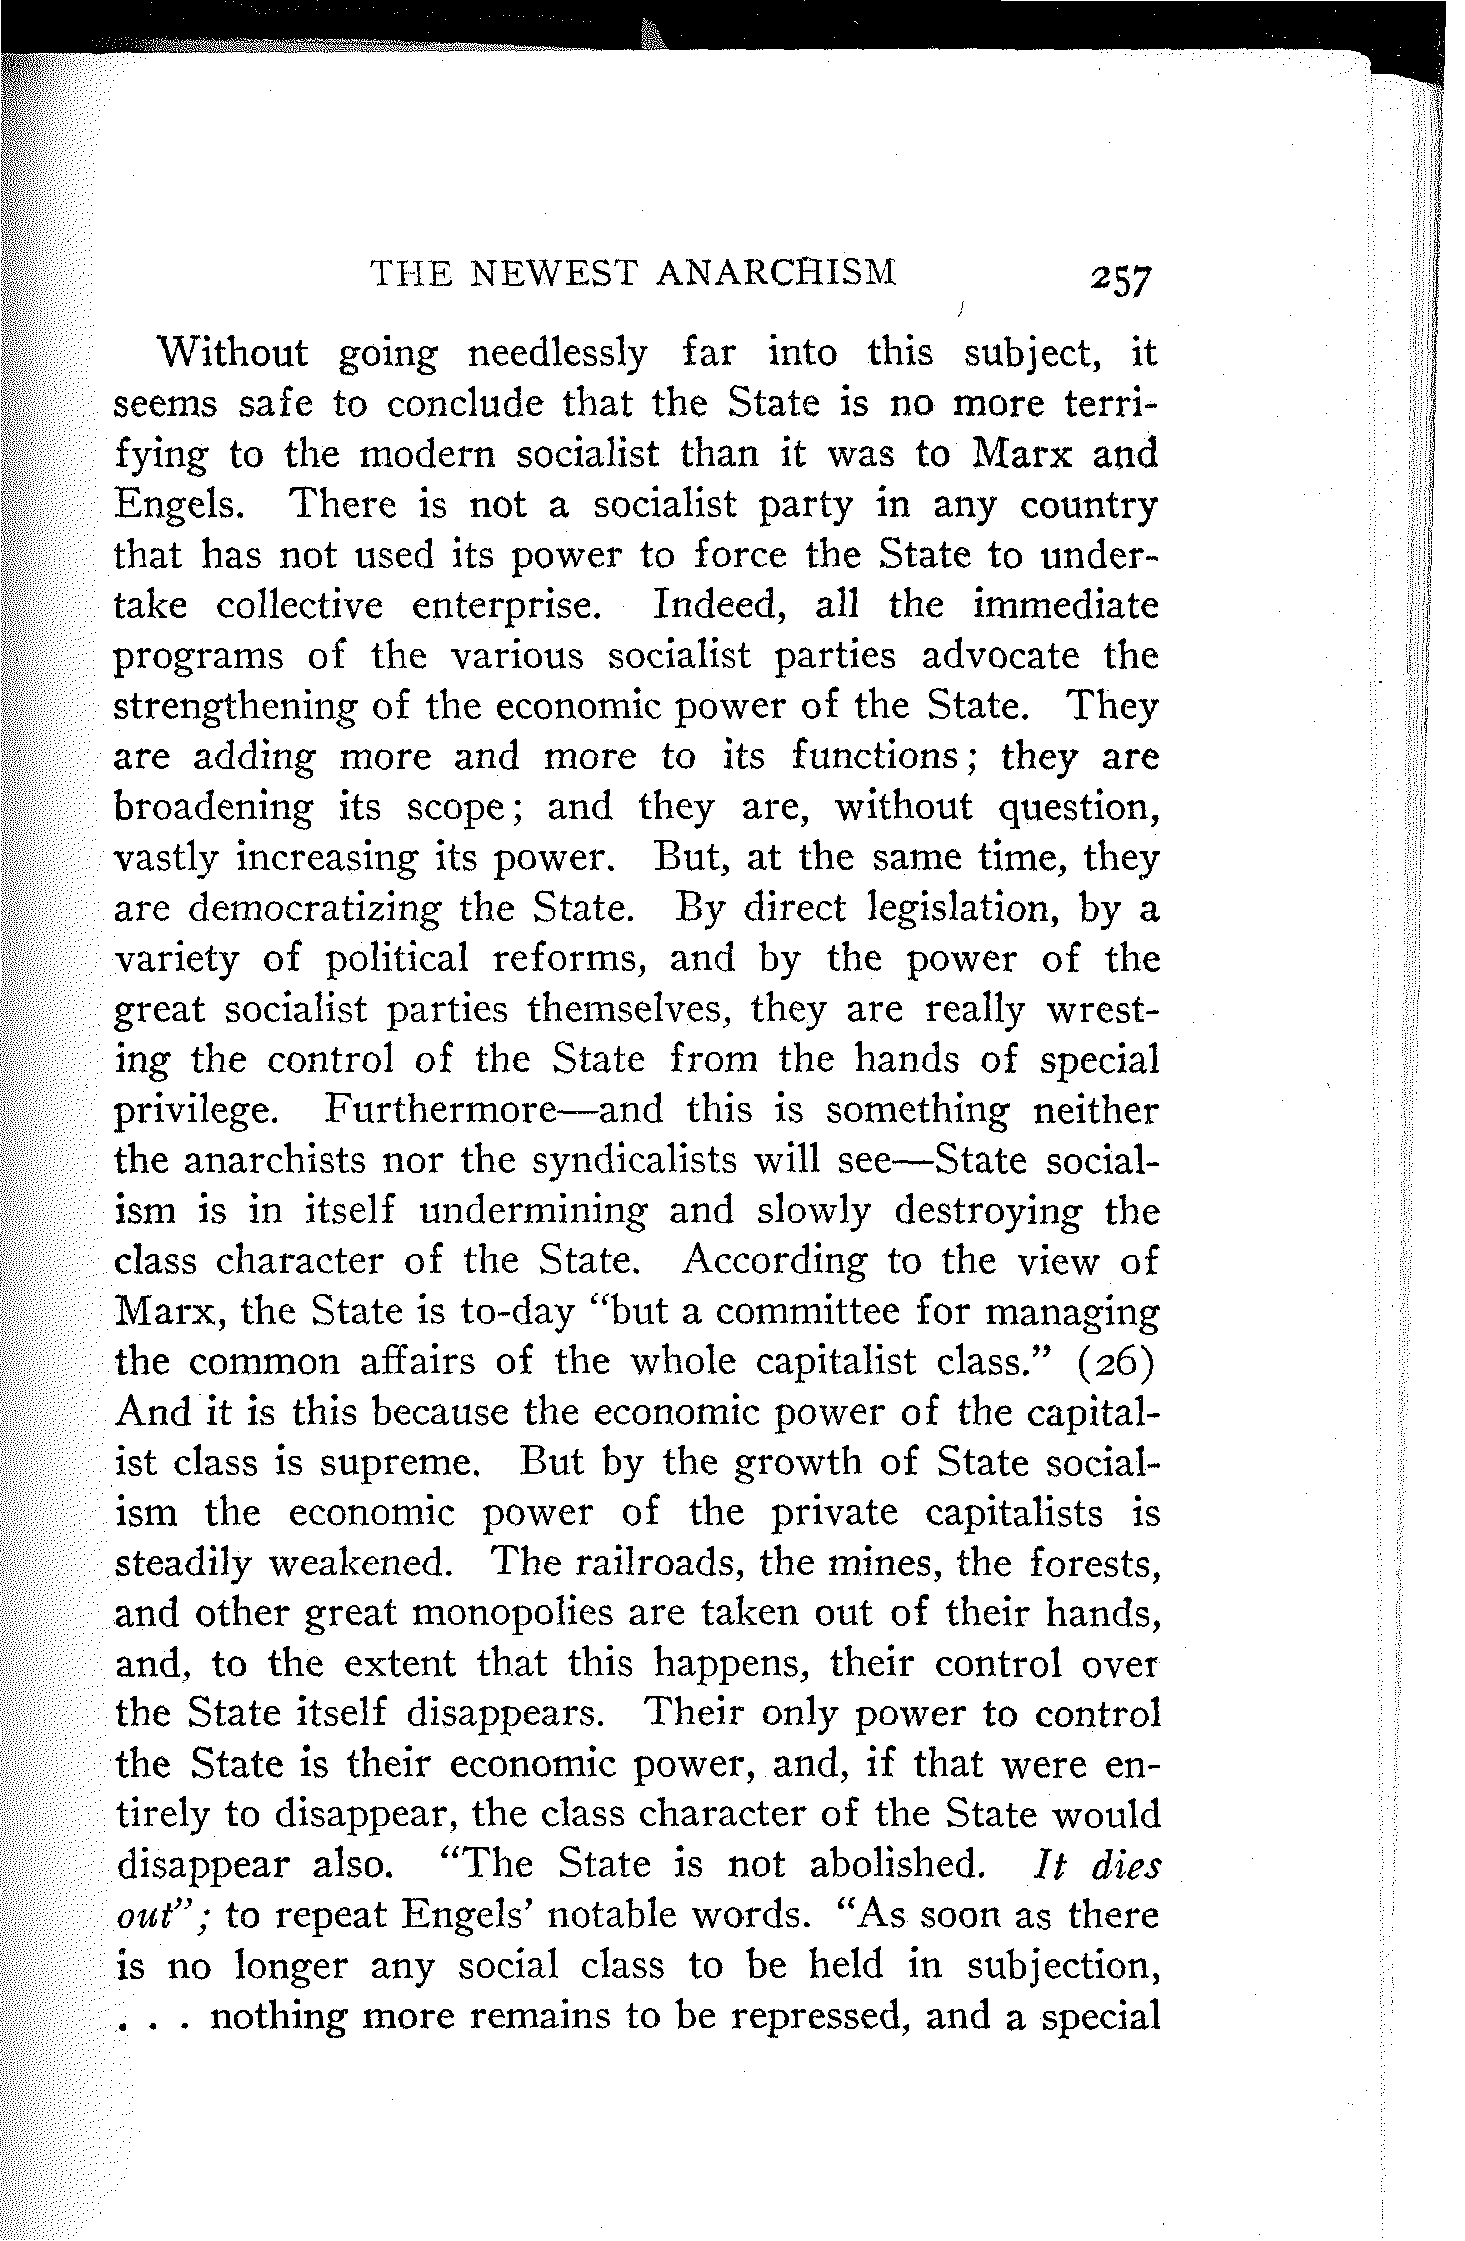 THE NEWEST ANARCHISM 257
Without going needlessly far into this subject, it
seems safe to conclude that the State is no more terri-
fying to the modern socialist than it was to Marx and
Engels. There is not a socialist party in any country
that has not used its power to force the State to under-
take collective enterprise. Indeed, all the immediate
programs of the various socialist parties advocate the
strengthening of the economic power of the State. They
are adding more and more to its functions; they are
broadening its scope; and they are, without question,
vastly increasing its power. But, at the same time, they
are democratizing the State. By direct legislation, by a
variety of political reforms, and by the power of the
great socialist parties themselves, they are really wrest-
ing the control of the State from the hands of special
privilege. Furthermore—and this is something neither
the anarchists nor the syndicalists will see—State social-
ism is in itself undermining and slowly destroying the
class character of the State. According to the view of
Marx, the State is to-day “but a committee for managing
the common affairs of the whole capitalist class.” (26)
And it is this because the economic power of the capital-
ist class is supreme. But by the growth of State social-
ism the economic power of the private capitalists is
steadily weakened. The railroads, the mines, the forests,
and other great monopolies are taken out of their hands,
and, to the extent that this happens, their control over
the State itself disappears. Their only power to control
the State is their economic power, and, if that were en-
tirely to disappear, the class character of the State would
disappear also. “The State is not abolished. It dies
out”; to repeat Engels’ notable words. “As soon as there
is no longer any social class to be held in subjection,
. . . nothing more remains to be repressed, and a special